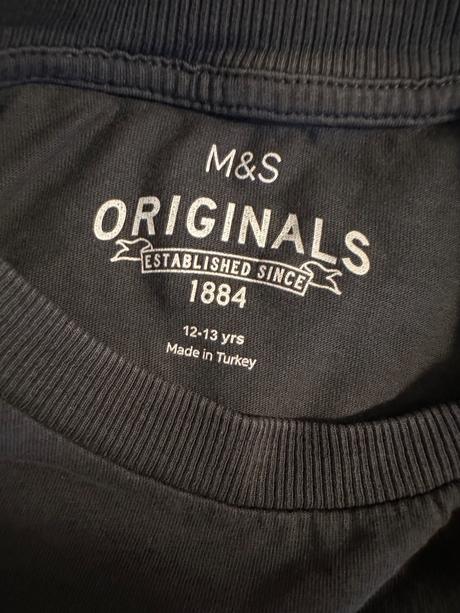 M&S
ORIGINALS
ESTABLISHED SINCE
1884
12-13 yrs
Made in Turkey